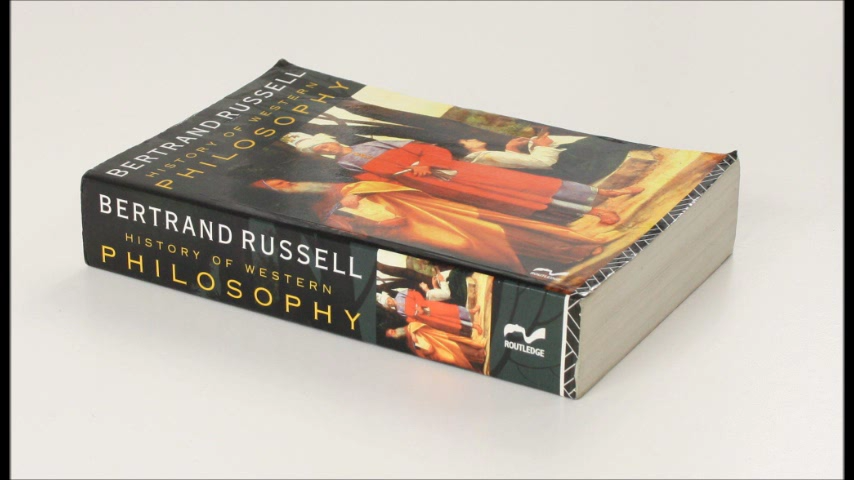 BERTRAND RUSSELL
HISTORY OF WESTERN
PHILOSOPHY
BERTRAND RUSSELL
HISTORY OF WESTERN
PHILOSOPHY
ROUTLEDGE